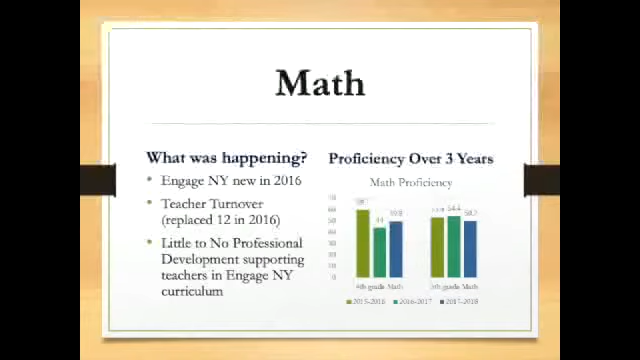 Math
What was happening?
Engage NY new in 2016
Teacher Turnover
(replaced 12 in 2016)
Little to No Professional
Development supporting
teachers in Engage NY
curriculum
Proficiency Over 3 Years
Math Proficiency
44
54.4
4th grade Math
grade Math
2015-2016
2016-2017
2017-2018